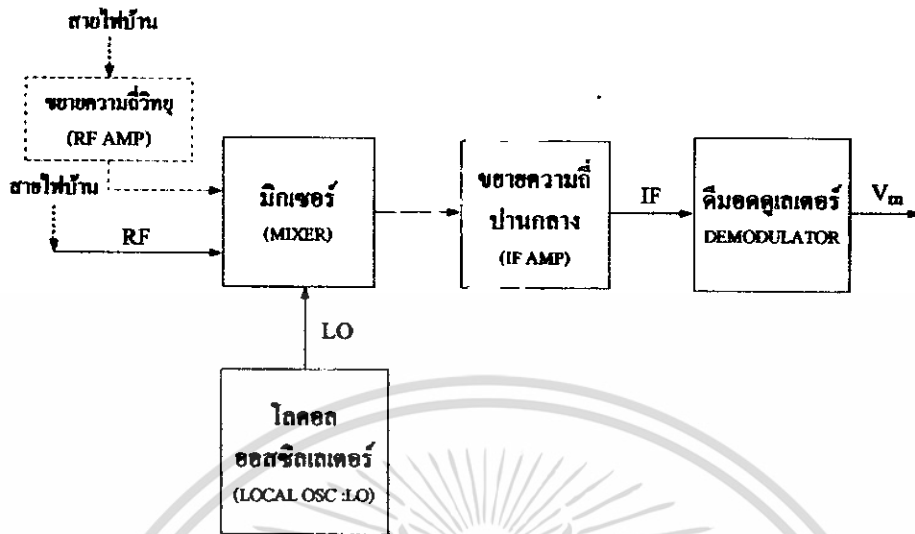 สายไฟบ้าน
ขยายความถี่วิทยุ
(RF AMP)
สายไฟบ้าน
RF
มิกเซอร์
(MIXER)
ขยายความถี่
ปานกลาง
(IF AMP)
IF
ดีมอดดูเลเตอร์
DEMODULATOR
Vm
LO
โลคอล
ออสซิลเลเตอร์
(LOCAL OSC :LO)